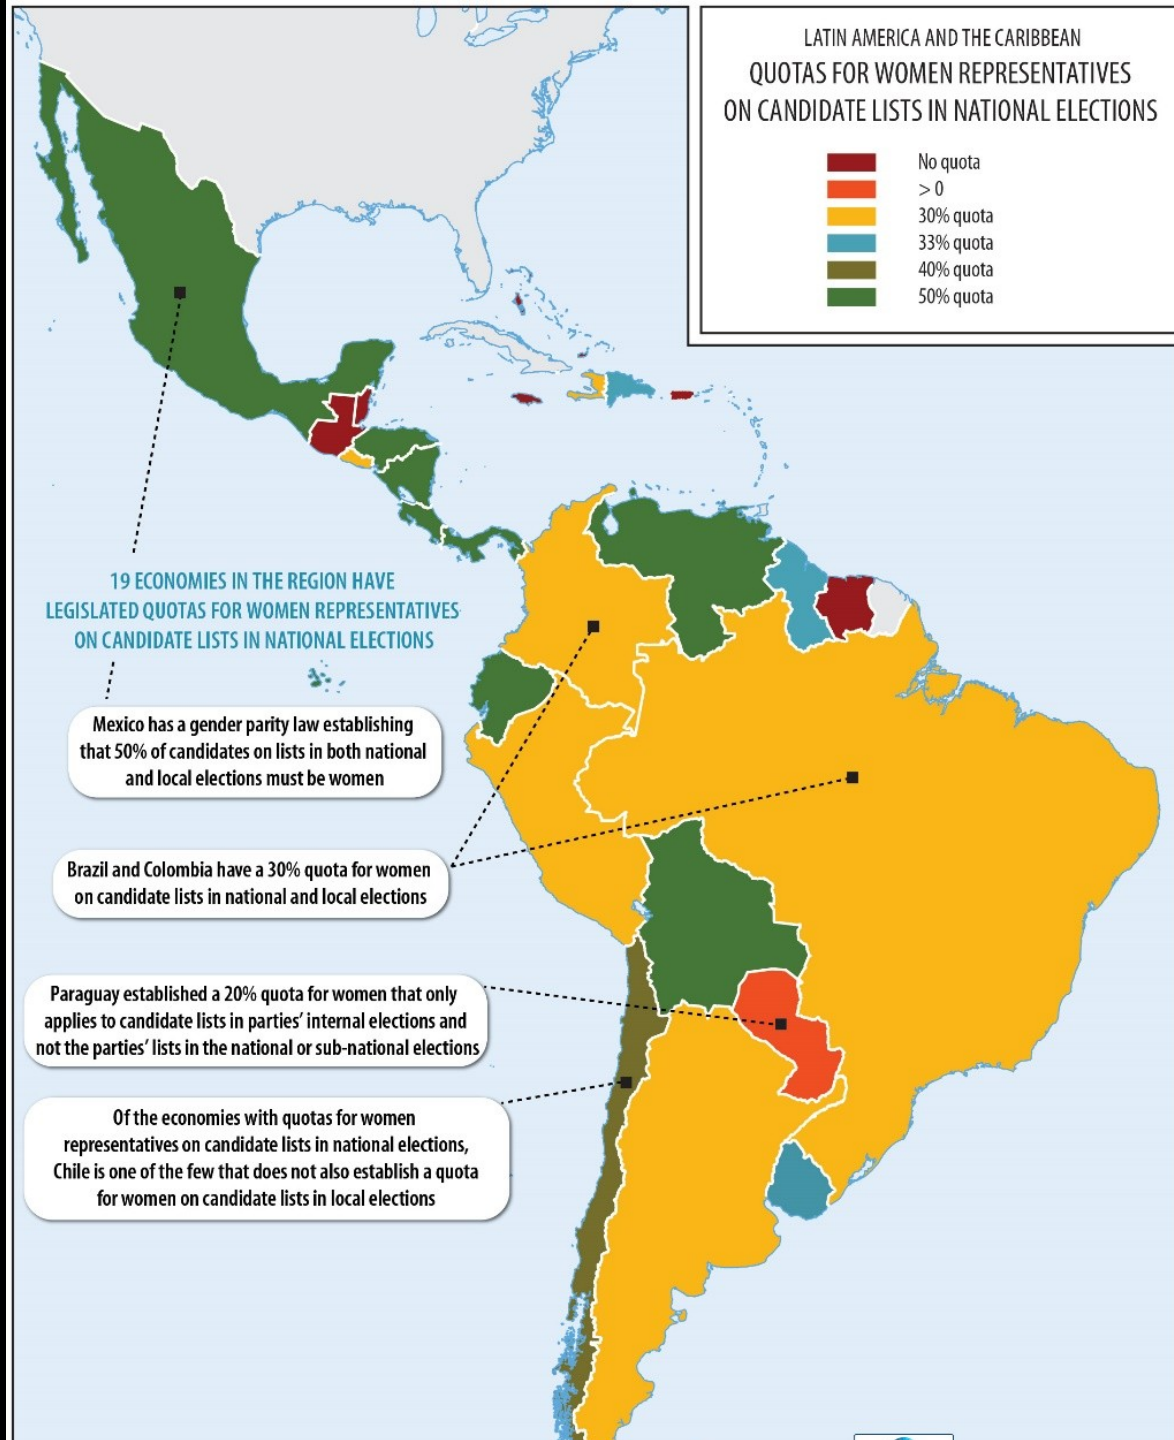 LATIN AMERICA AND THE CARIBBEAN
QUOTAS FOR WOMEN REPRESENTATIVES
ON CANDIDATE LISTS IN NATIONAL ELECTIONS
No quota
> 0
30% quota
33% quota
40% quota
50% quota
19 ECONOMIES IN THE REGION HAVE
LEGISLATED QUOTAS FOR WOMEN REPRESENTATIVES
ON CANDIDATE LISTS IN NATIONAL ELECTIONS
Mexico has a gender parity law establishing
that 50% of candidates on lists in both national
and local elections must be women
Brazil and Colombia have a 30% quota for women
on candidate lists in national and local elections
Paraguay established a 20% quota for women that only
applies to candidate lists in parties’ internal elections and
not the parties’ lists in the national or sub-national elections
Of the economies with quotas for women
representatives on candidate lists in national elections,
Chile is one of the few that does not also establish a quota
for women on candidate lists in local elections